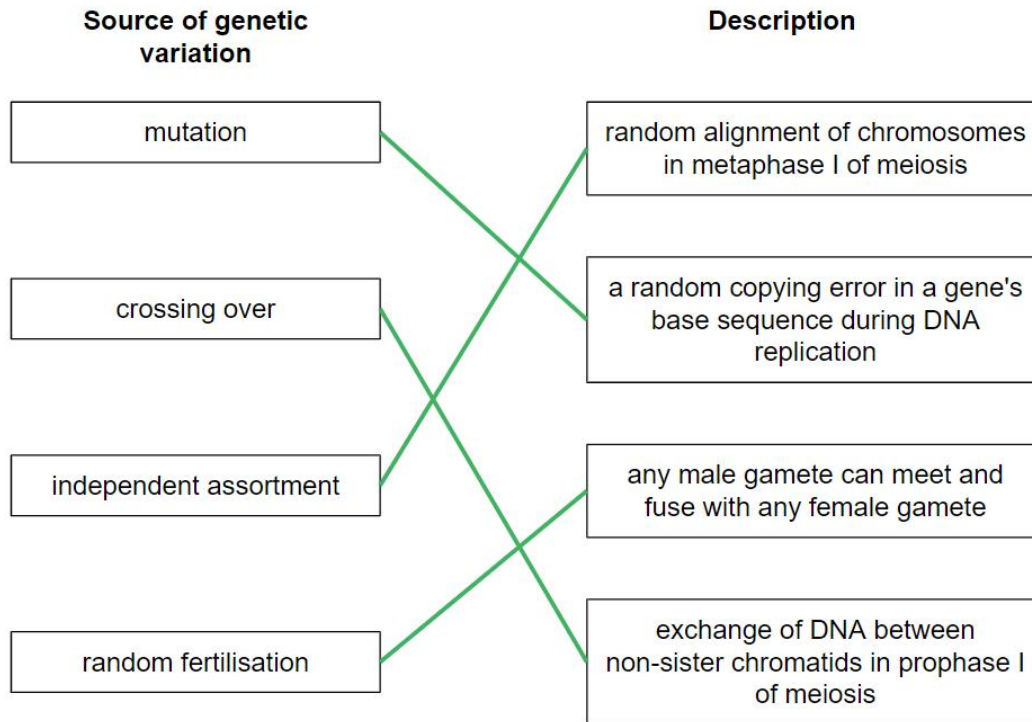 Source of genetic
variation
Description
mutation
random alignment of chromosomes
in metaphase I of meiosis
crossing over
a random copying error in a gene's
base sequence during DNA
replication
independent assortment
any male gamete can meet and
fuse with any female gamete
random fertilisation
exchange of DNA between
non-sister chromatids in prophase I
of meiosis